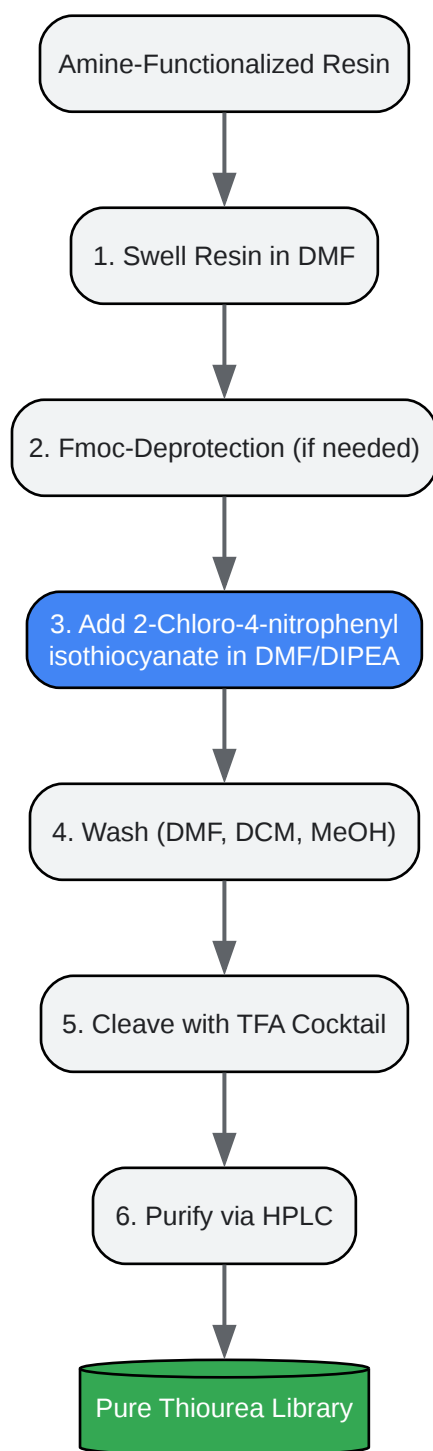 Amine-Functionalized Resin
1. Swell Resin in DMF
2. Fmoc-Deprotection (if needed)
3. Add 2-Chloro-4-nitrophenyl
isothiocyanate in DMF/DIPEA
4. Wash (DMF, DCM, MeOH)
5. Cleave with TFA Cocktail
6. Purify via HPLC
Pure Thiourea Library